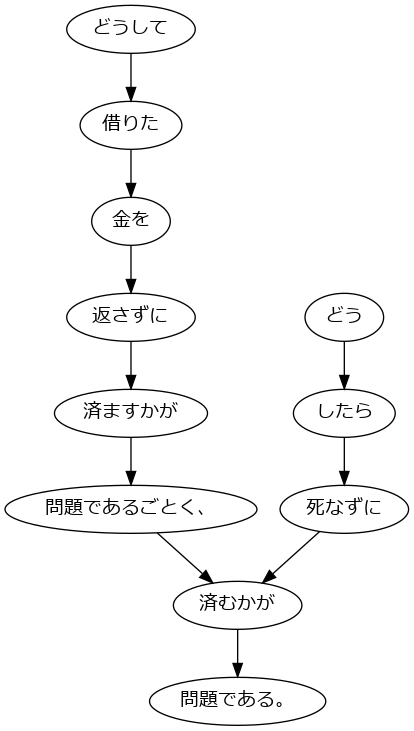 どうして
借りた
金を
返さずに
どう
済ますかが
したら
問題であるごとく、
死なずに
済むかが
問題である。